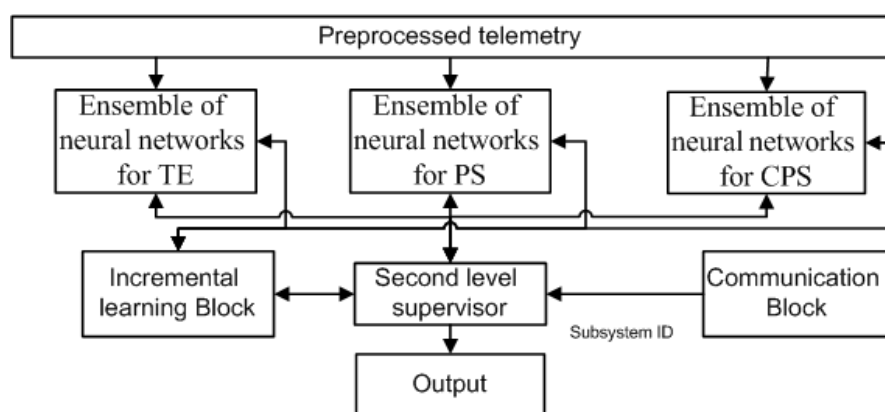 Preprocessed telemetry
Ensemble of
neural networks
for TE
Ensemble of
neural networks
for PS
Ensemble of
neural networks
for CPS
Incremental
learning Block
Second level
supervisor
Communication
Block
Subsystem ID
Output